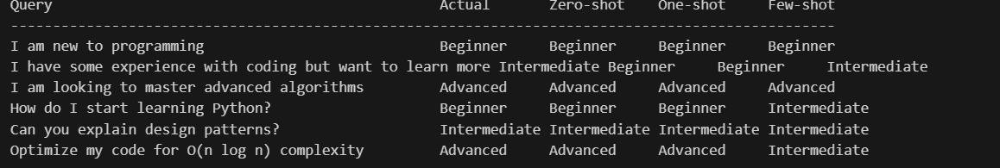 Query Actual Zero-shot One-shot Few-shot
--------------------------------------------------------------------------------------------------
I am new to programming Beginner Beginner Beginner Beginner
I have some experience with coding but want to learn more Intermediate Beginner Beginner Intermediate
I am looking to master advanced algorithms Advanced Advanced Advanced Advanced
How do I start learning Python? Beginner Beginner Beginner Intermediate
Can you explain design patterns? Intermediate Intermediate Intermediate Intermediate
Optimize my code for O(n log n) complexity Advanced Advanced Advanced Intermediate